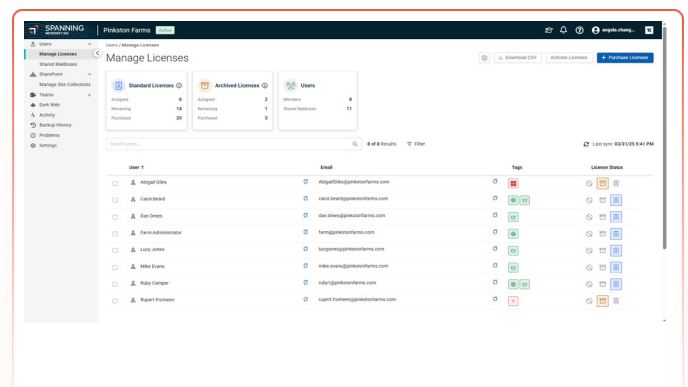 SPANNING
MICROSOFT 365
Pinkston Farms
Active
angela.chang...
Users
Manage Licenses
Shared Mailboxes
SharePoint
Manage Site Collections
Teams
Dark Web
Activity
Backup History
Problems
Settings
Users / Manage Licenses
Manage Licenses
Download CSV
Activate Licenses
+ Purchase Licenses
Standard Licenses
Assigned 6
Remaining 14
Purchased 20
Archived Licenses
Assigned 2
Remaining 1
Purchased 3
Users
Members 8
Shared Mailboxes 11
Search users...
8 of 8 Results
Filter
Last sync 03/31/25 5:41 PM
User ↑ Email Tags License Status
Abigail Giles AbigailGiles@pinkstonfarms.com
Carol Beard carol.beard@pinkstonfarms.com
Dan Drees dan.drees@pinkstonfarms.com
Farm Administrator farm@pinkstonfarms.com
Lucy Jones lucyjones@pinkstonfarms.com
Mike Evans mike.evans@pinkstonfarms.com
Ruby Camper ruby1@pinkstonfarms.com
Rupert Fromeen rupert.fromeen@pinkstonfarms.com